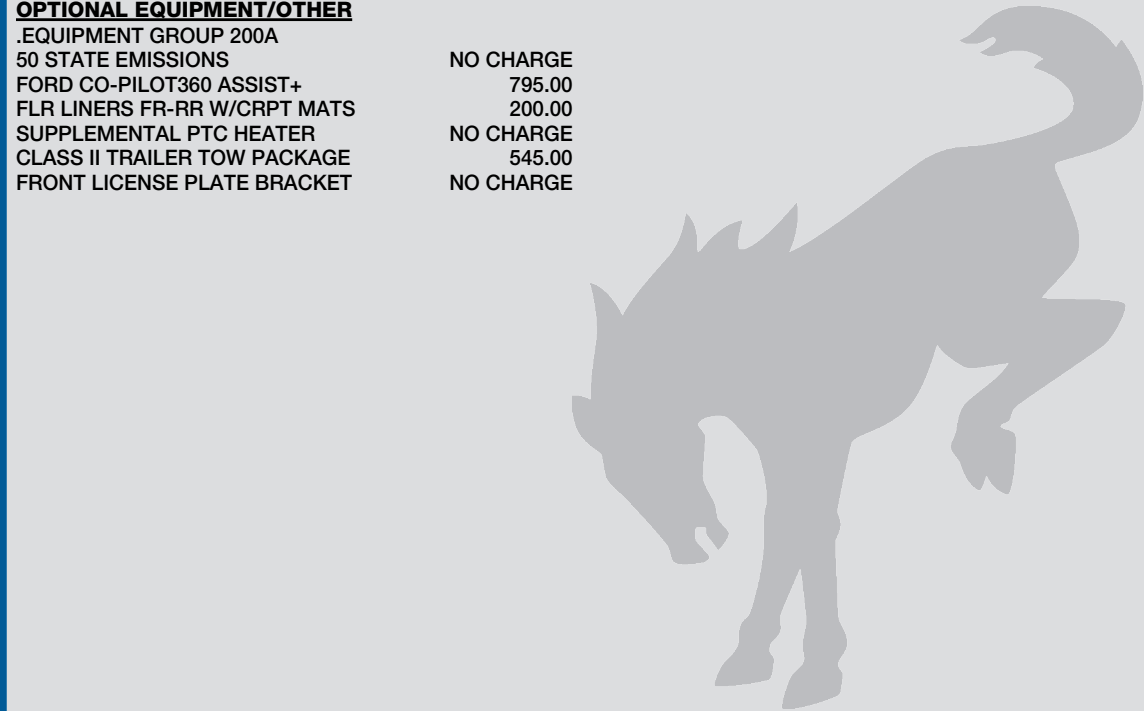 OPTIONAL EQUIPMENT/OTHER
.EQUIPMENT GROUP 200A
50 STATE EMISSIONS NO CHARGE
FORD CO-PILOT360 ASSIST+ 795.00
FLR LINERS FR-RR W/CRPT MATS 200.00
SUPPLEMENTAL PTC HEATER NO CHARGE
CLASS II TRAILER TOW PACKAGE 545.00
FRONT LICENSE PLATE BRACKET NO CHARGE